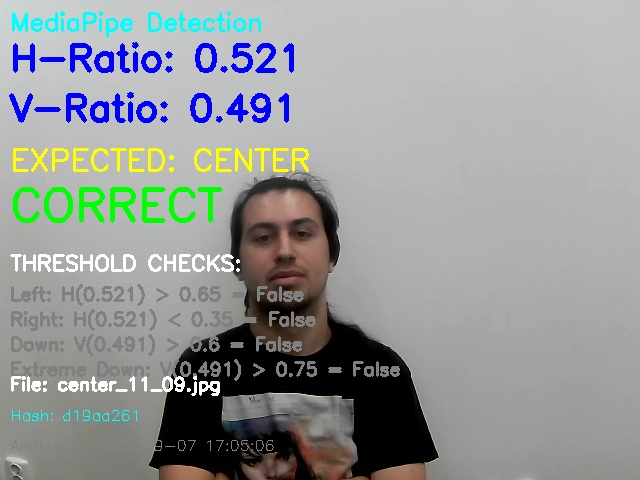 MediaPipe Detection
H-Ratio: 0.521
V-Ratio: 0.491
EXPECTED: CENTER
CORRECT
THRESHOLD CHECKS:
Left: H(0.521) > 0.65 = False
Right: H(0.521) < 0.35 = False
Down: V(0.491) > 0.6 = False
Extreme Down: V(0.491) > 0.75 = False
File: center_11_09.jpg
Hash: d19aa261
9-07 17:05:06